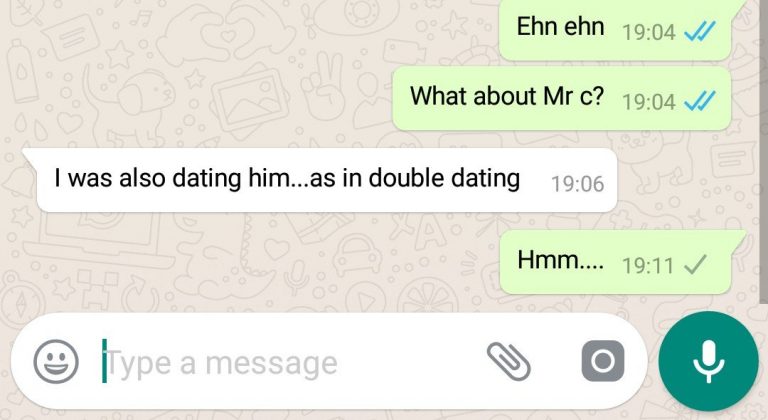 Ehn ehn 19:04
What about Mr c? 19:04
I was also dating him...as in double dating 19:06
Hmm.... 19:11
Type a message